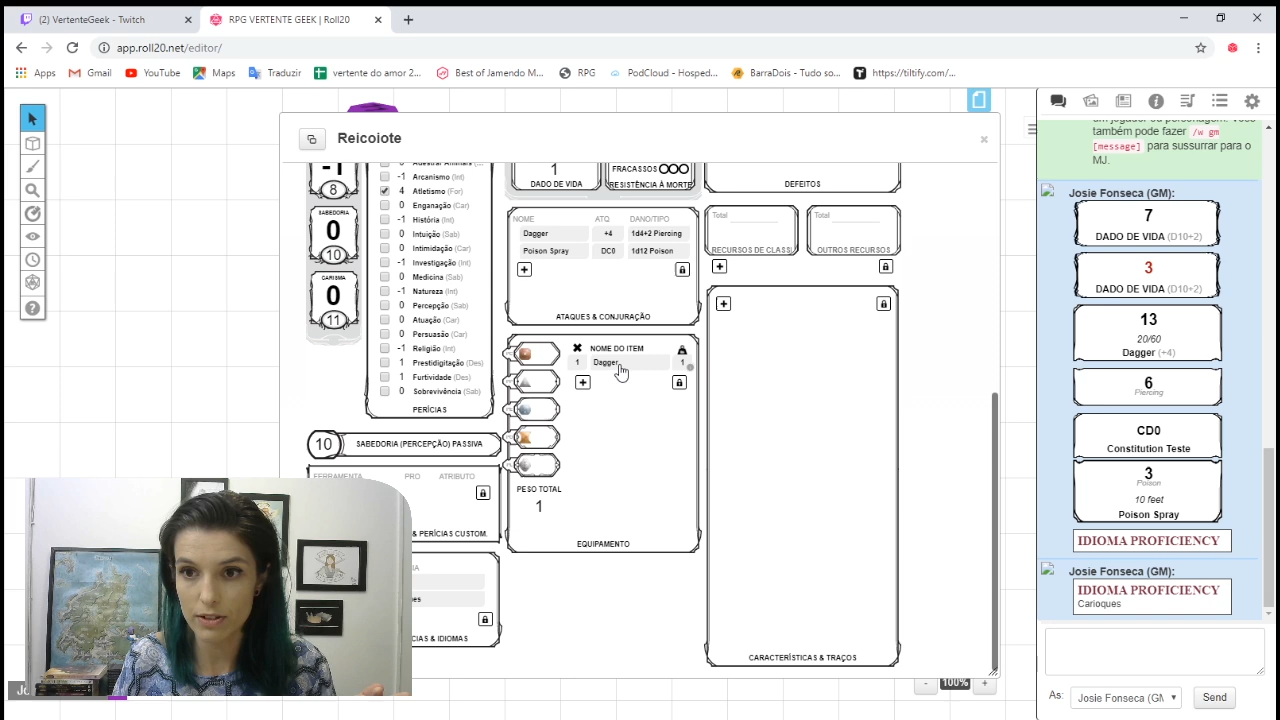 (2) VertenteGeek - Twitch
RPG VERTENTE GEEK | Roll20
app.roll20.net/editor/
Apps
Gmail
YouTube
Maps
Traduzir
vertente do amor 2...
Best of Jamendo M...
RPG
PodCloud - Hosped...
BarraDois - Tudo so...
https://tiltify.com/...
Reicoiote
-1
8
SABEDORIA
0
10
CARISMA
0
11
-1 Arcanismo (Int)
4 Atletismo (For)
0 Enganação (Car)
-1 História (Int)
0 Intuição (Sab)
0 Intimidação (Car)
-1 Investigação (Int)
0 Medicina (Sab)
-1 Natureza (Int)
0 Percepção (Sab)
0 Atuação (Car)
0 Persuasão (Car)
-1 Religião (Int)
1 Prestidigitação (Des)
1 Furtividade (Des)
0 Sobrevivência (Sab)
PERÍCIAS
10 SABEDORIA (PERCEPÇÃO) PASSIVA
FERRAMENTA PRO ATRIBUTO
& PERÍCIAS CUSTOM.
CIAS & IDIOMAS
1
DADO DE VIDA
FRACASSOS
RESISTÊNCIA À MORTE
NOME ATQ. DANO/TIPO
Dagger +4 1d4+2 Piercing
Poison Spray DC0 1d12 Poison
+
ATAQUES & CONJURAÇÃO
NOME DO ITEM
1 Dagger 1
+
PESO TOTAL
1
EQUIPAMENTO
DEFEITOS
Total
RECURSOS DE CLASS
Total
OUTROS RECURSOS
+
+
CARACTERÍSTICAS & TRAÇOS
- 100% +
um jogador ou personagem. Você
também pode fazer /w gm
[message] para sussurrar para o
MJ.
Josie Fonseca (GM):
7
DADO DE VIDA (D10+2)
3
DADO DE VIDA (D10+2)
13
20/60
Dagger (+4)
6
Piercing
CD0
Constitution Teste
3
Poison
10 feet
Poison Spray
IDIOMA PROFICIENCY
Josie Fonseca (GM):
IDIOMA PROFICIENCY
Carioques
As: Josie Fonseca (GM
Send